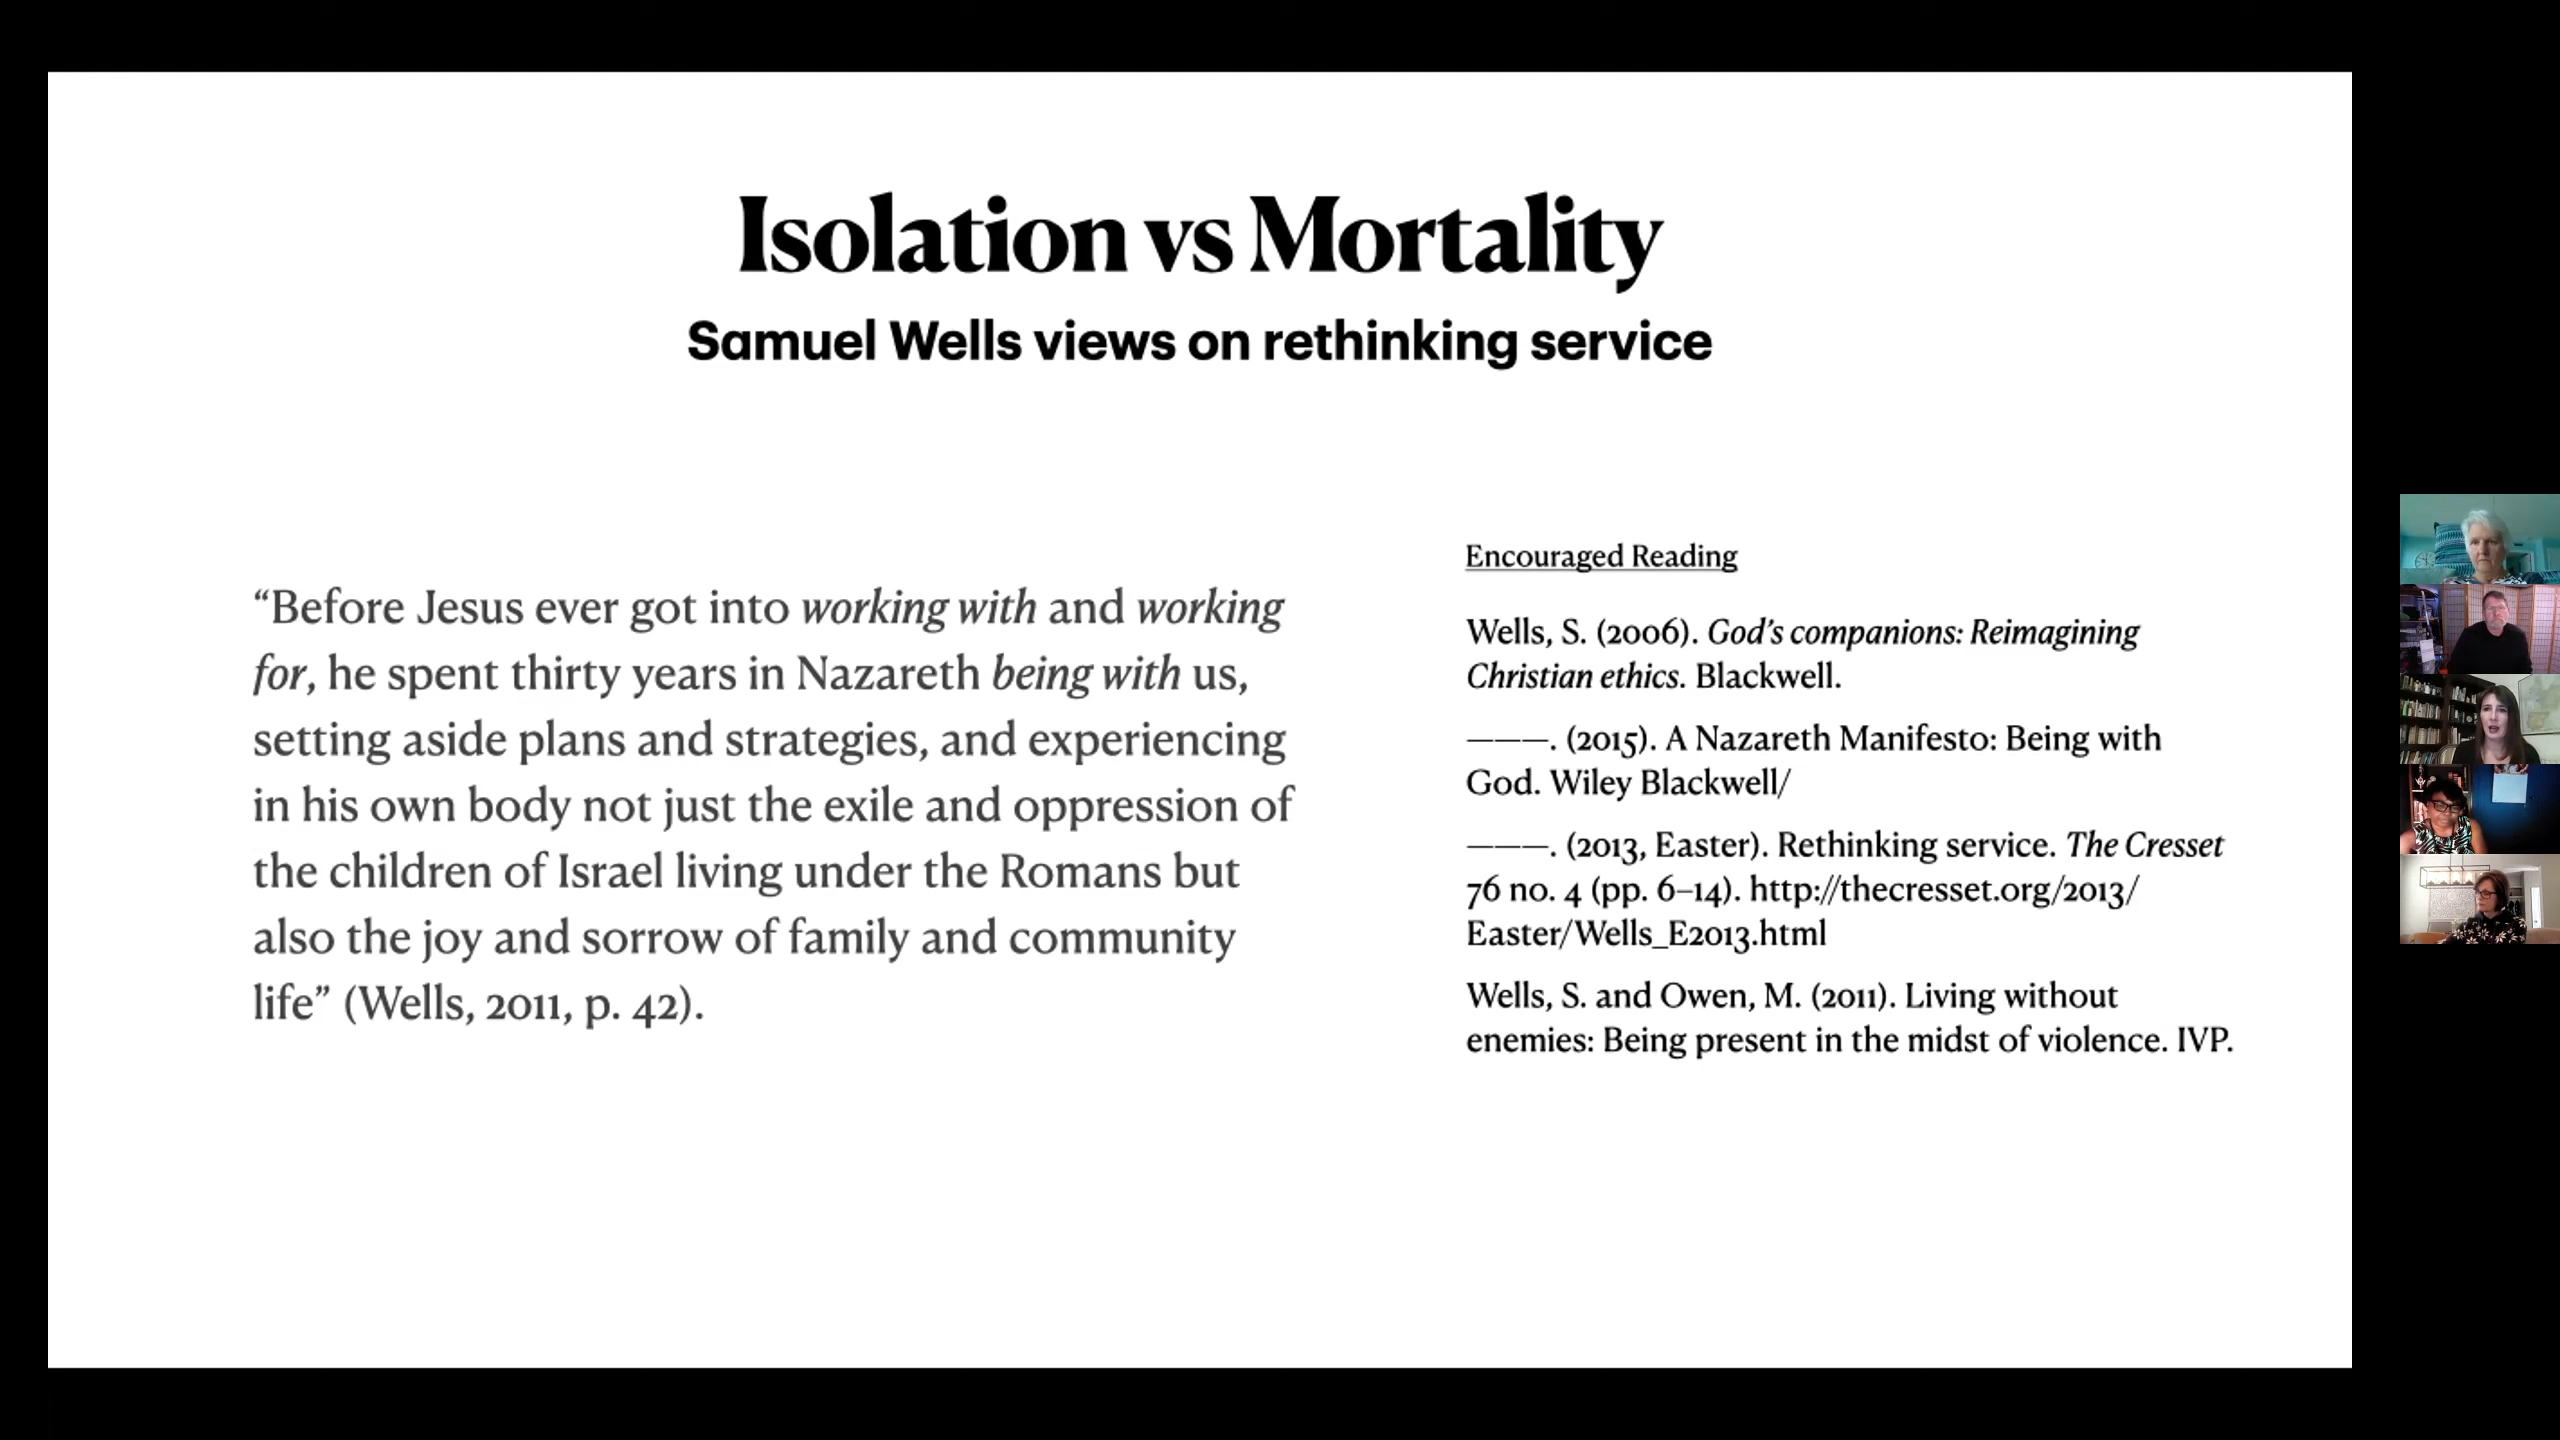 Isolation vs Mortality
Samuel Wells views on rethinking service
“Before Jesus ever got into working with and working
for, he spent thirty years in Nazareth being with us,
setting aside plans and strategies, and experiencing
in his own body not just the exile and oppression of
the children of Israel living under the Romans but
also the joy and sorrow of family and community
life” (Wells, 2011, p. 42).
Encouraged Reading
Wells, S. (2006). God’s companions: Reimagining
Christian ethics. Blackwell.
———. (2015). A Nazareth Manifesto: Being with
God. Wiley Blackwell/
———. (2013, Easter). Rethinking service. The Cresset
76 no. 4 (pp. 6–14). http://thecresset.org/2013/
Easter/Wells_E2013.html
Wells, S. and Owen, M. (2011). Living without
enemies: Being present in the midst of violence. IVP.